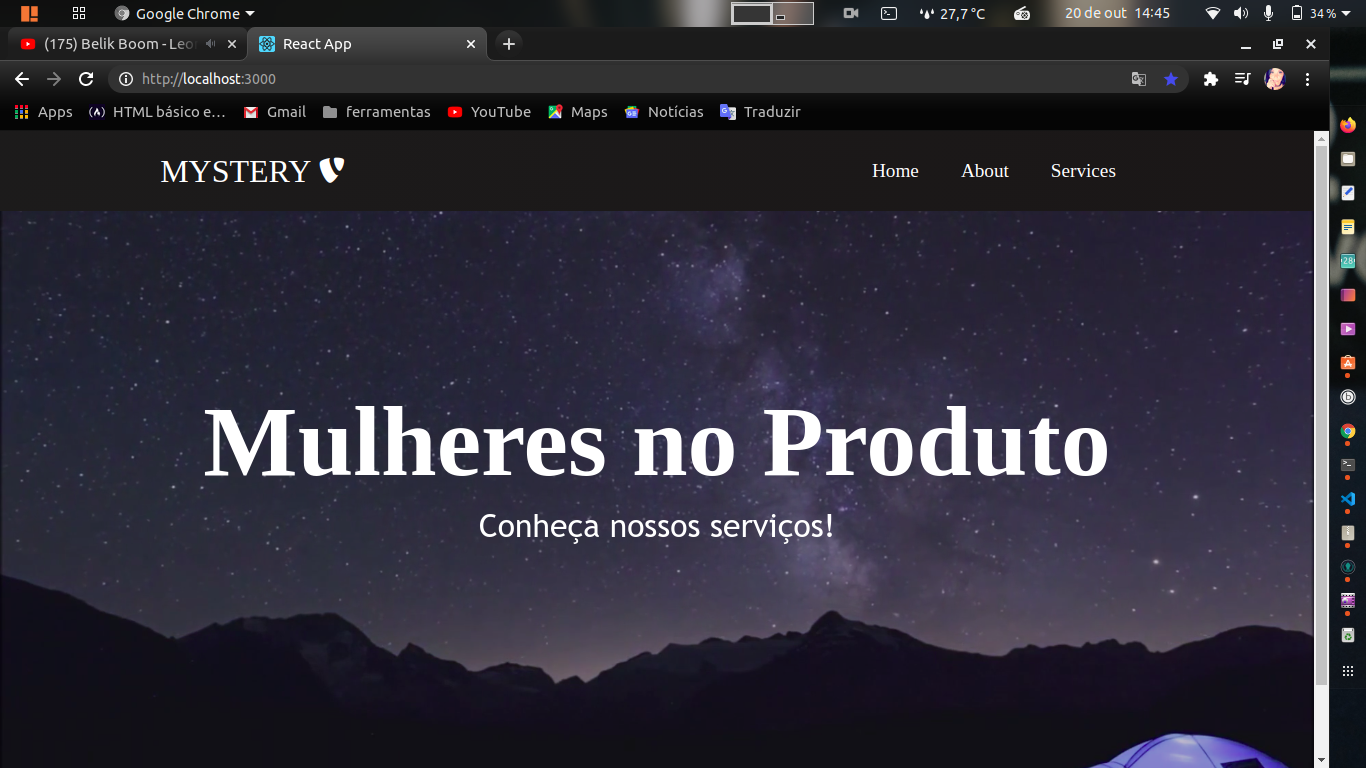 Google Chrome
27,7 °C
20 de out 14:45
34 %
(175) Belik Boom - Leo
React App
http://localhost:3000
Apps
HTML básico e…
Gmail
ferramentas
YouTube
Maps
Notícias
Traduzir
MYSTERY
Home
About
Services
Mulheres no Produto
Conheça nossos serviços!